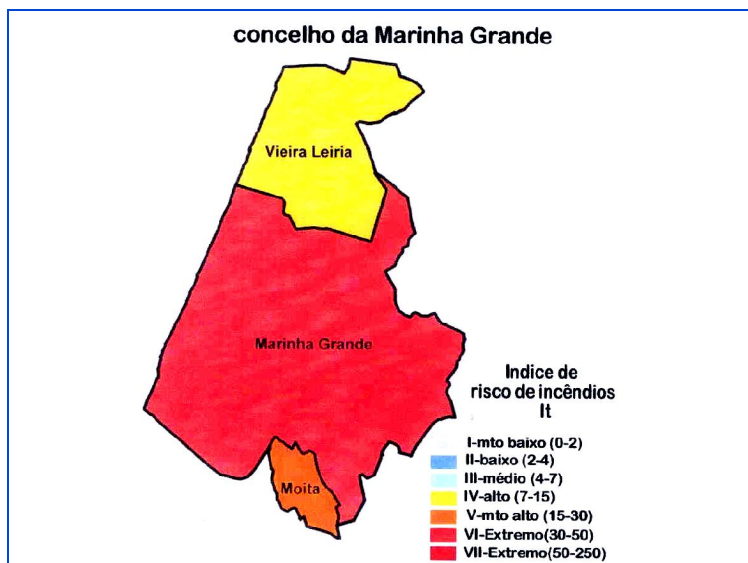 concelho da Marinha Grande
Vieira Leiria
Marinha Grande
Moita
Indice de
risco de incêndios
It
I-mto baixo (0-2)
II-baixo (2-4)
III-médio (4-7)
IV-alto (7-15)
V-mto alto (15-30)
VI-Extremo(30-50)
VII-Extremo(50-250)